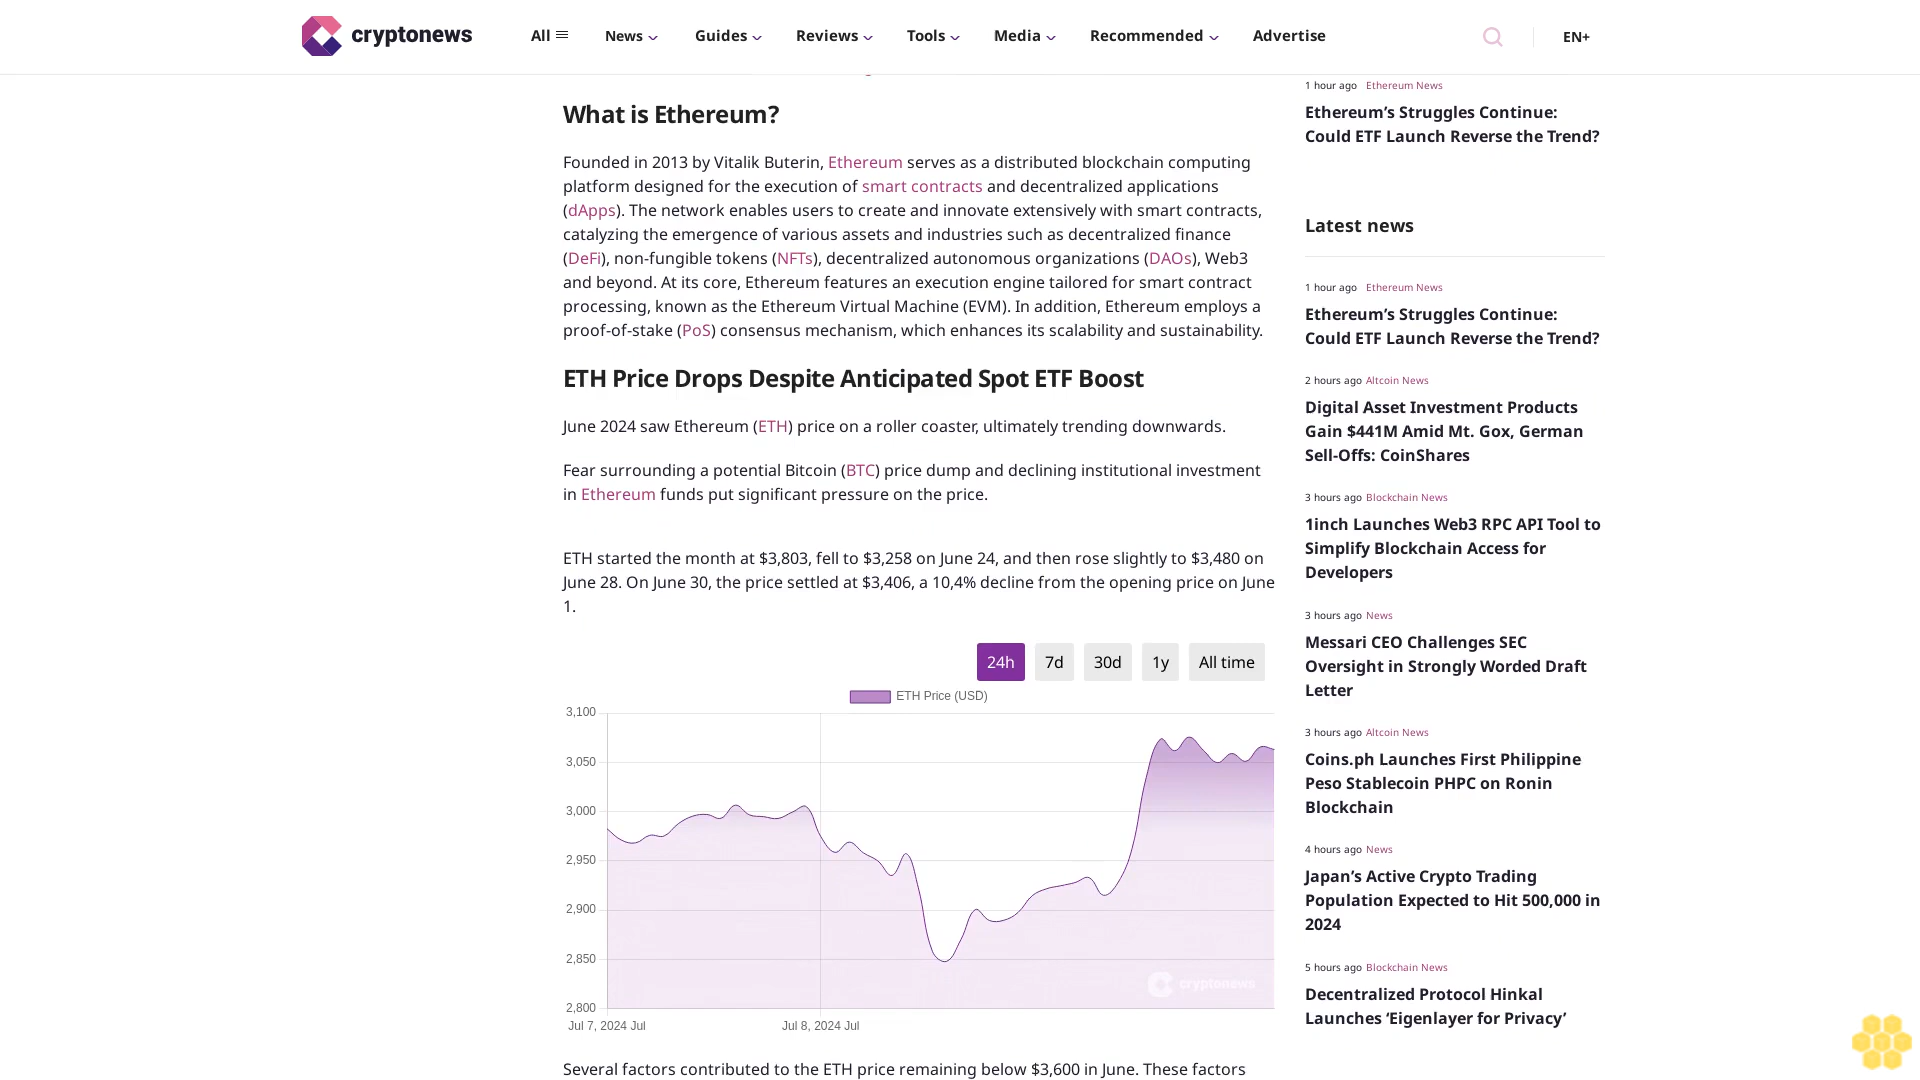 cryptonews
All
News
Guides
Reviews
Tools
Media
Recommended
Advertise
EN+
What is Ethereum?
Founded in 2013 by Vitalik Buterin, Ethereum serves as a distributed blockchain computing
platform designed for the execution of smart contracts and decentralized applications
(dApps). The network enables users to create and innovate extensively with smart contracts,
catalyzing the emergence of various assets and industries such as decentralized finance
(DeFi), non-fungible tokens (NFTs), decentralized autonomous organizations (DAOs), Web3
and beyond. At its core, Ethereum features an execution engine tailored for smart contract
processing, known as the Ethereum Virtual Machine (EVM). In addition, Ethereum employs a
proof-of-stake (PoS) consensus mechanism, which enhances its scalability and sustainability.
ETH Price Drops Despite Anticipated Spot ETF Boost
June 2024 saw Ethereum (ETH) price on a roller coaster, ultimately trending downwards.
Fear surrounding a potential Bitcoin (BTC) price dump and declining institutional investment
in Ethereum funds put significant pressure on the price.
ETH started the month at $3,803, fell to $3,258 on June 24, and then rose slightly to $3,480 on
June 28. On June 30, the price settled at $3,406, a 10,4% decline from the opening price on June
1.
24h
7d
30d
1y
All time
ETH Price (USD)
3,100
3,050
3,000
2,950
2,900
2,850
2,800
Jul 7, 2024 Jul
Jul 8, 2024 Jul
cryptonews
Several factors contributed to the ETH price remaining below $3,600 in June. These factors
1 hour ago Ethereum News
Ethereum’s Struggles Continue:
Could ETF Launch Reverse the Trend?
Latest news
1 hour ago Ethereum News
Ethereum’s Struggles Continue:
Could ETF Launch Reverse the Trend?
2 hours ago Altcoin News
Digital Asset Investment Products
Gain $441M Amid Mt. Gox, German
Sell-Offs: CoinShares
3 hours ago Blockchain News
1inch Launches Web3 RPC API Tool to
Simplify Blockchain Access for
Developers
3 hours ago News
Messari CEO Challenges SEC
Oversight in Strongly Worded Draft
Letter
3 hours ago Altcoin News
Coins.ph Launches First Philippine
Peso Stablecoin PHPC on Ronin
Blockchain
4 hours ago News
Japan’s Active Crypto Trading
Population Expected to Hit 500,000 in
2024
5 hours ago Blockchain News
Decentralized Protocol Hinkal
Launches ‘Eigenlayer for Privacy’